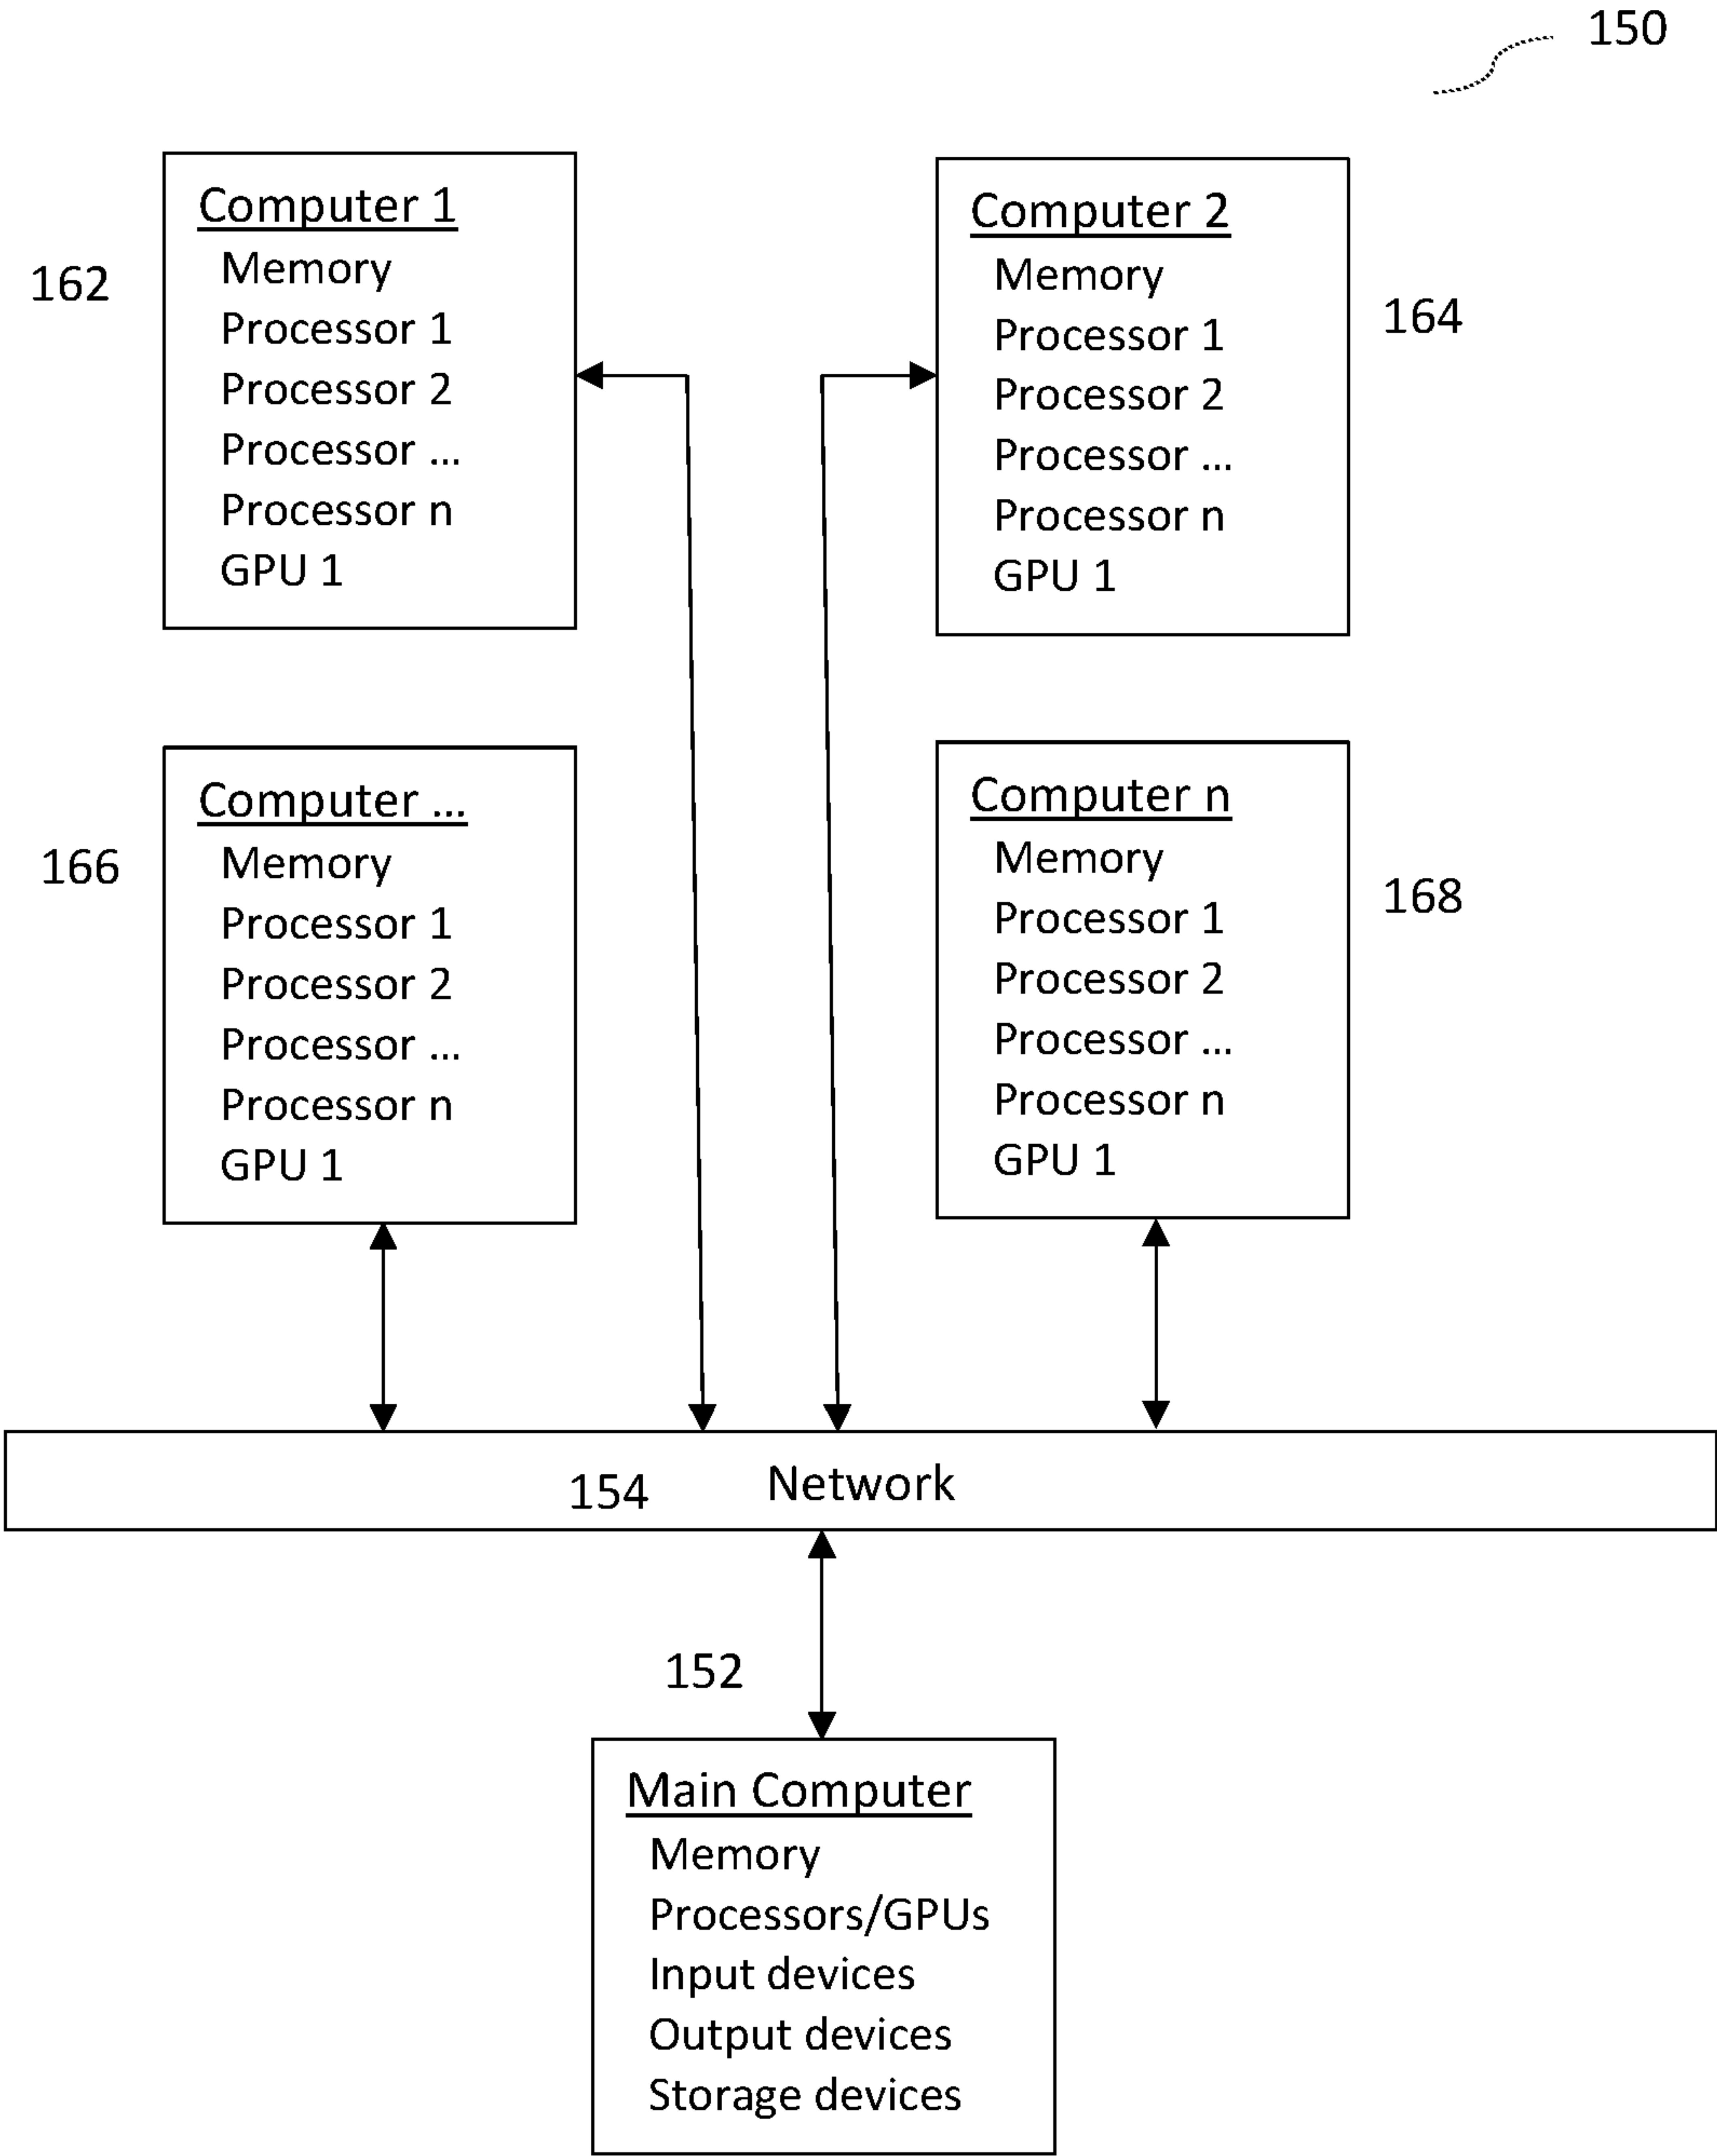 150
162
Computer 1
Memory
Processor 1
Processor 2
Processor ...
Processor n
GPU 1
Computer 2
Memory
Processor 1
Processor 2
Processor ...
Processor n
GPU 1
164
166
Computer ...
Memory
Processor 1
Processor 2
Processor ...
Processor n
GPU 1
Computer n
Memory
Processor 1
Processor 2
Processor ...
Processor n
GPU 1
168
154 Network
152
Main Computer
Memory
Processors/GPUs
Input devices
Output devices
Storage devices